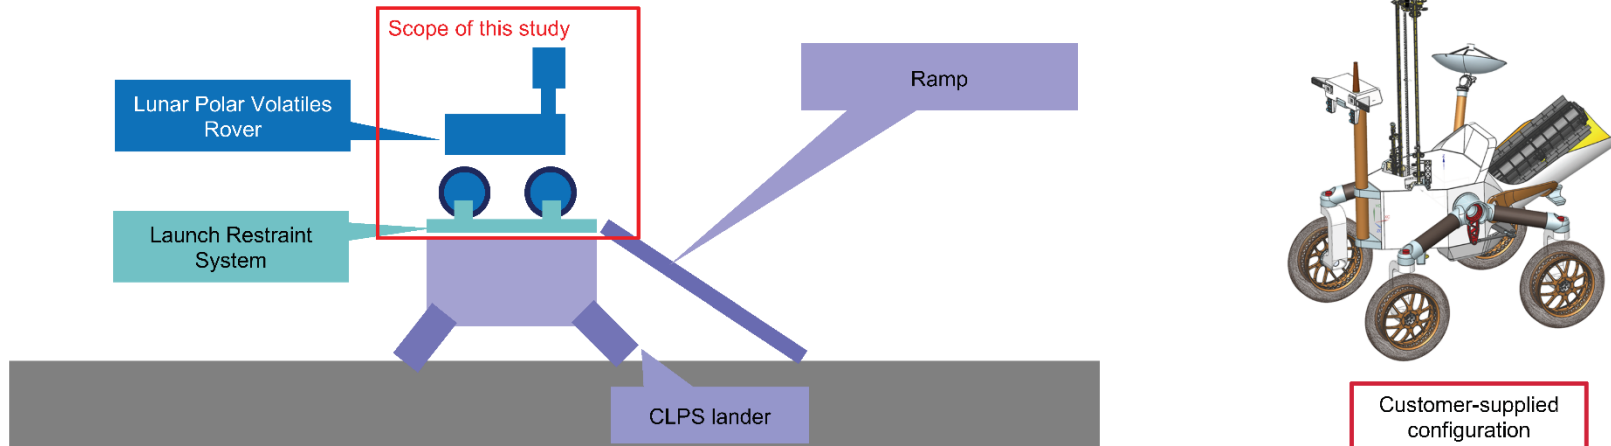 Scope of this study
Lunar Polar Volatiles
Rover
Ramp
Launch Restraint
System
CLPS lander
Customer-supplied
configuration